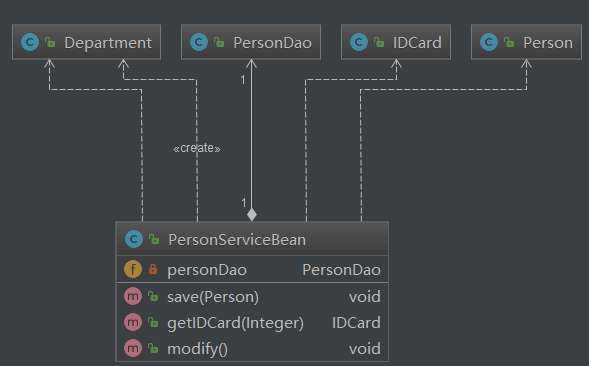 C Department
C PersonDao
C IDCard
C Person
1
«create»
1
C PersonServiceBean
f personDao PersonDao
m save(Person) void
m getIDCard(Integer) IDCard
m modify() void